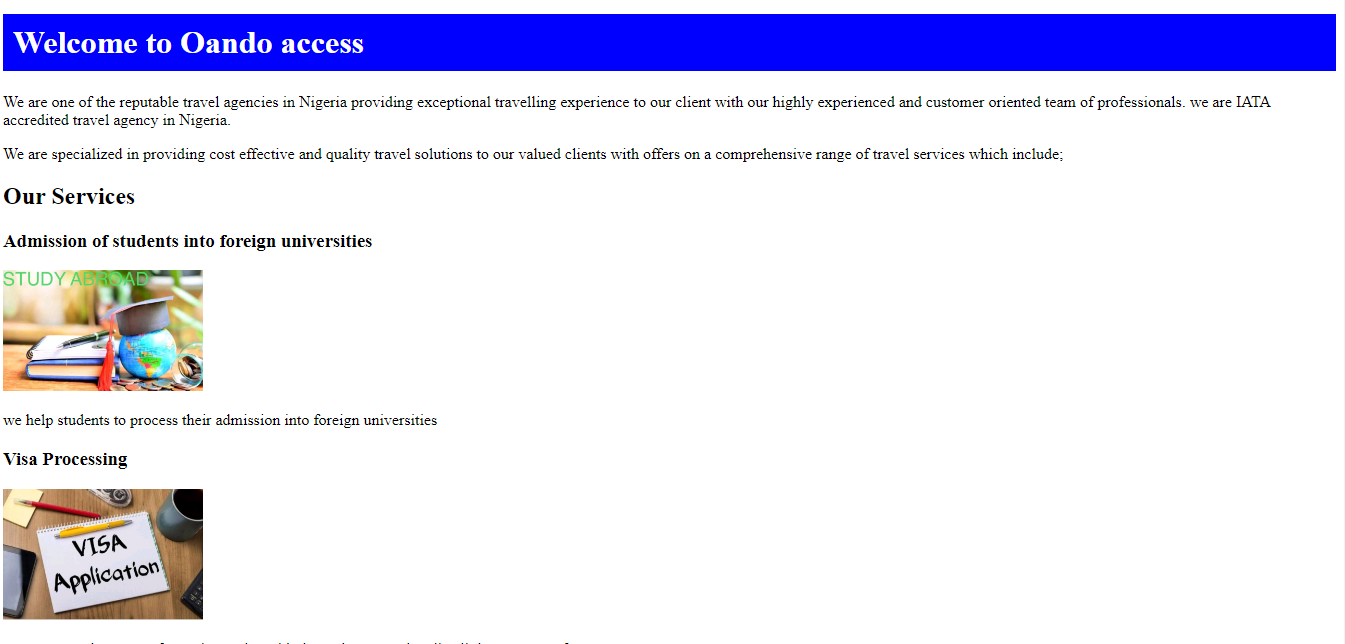 Welcome to Oando access
We are one of the reputable travel agencies in Nigeria providing exceptional travelling experience to our client with our highly experienced and customer oriented team of professionals. we are IATA
accredited travel agency in Nigeria.
We are specialized in providing cost effective and quality travel solutions to our valued clients with offers on a comprehensive range of travel services which include;
Our Services
Admission of students into foreign universities
STUDY ABROAD
we help students to process their admission into foreign universities
Visa Processing
VISA
Application